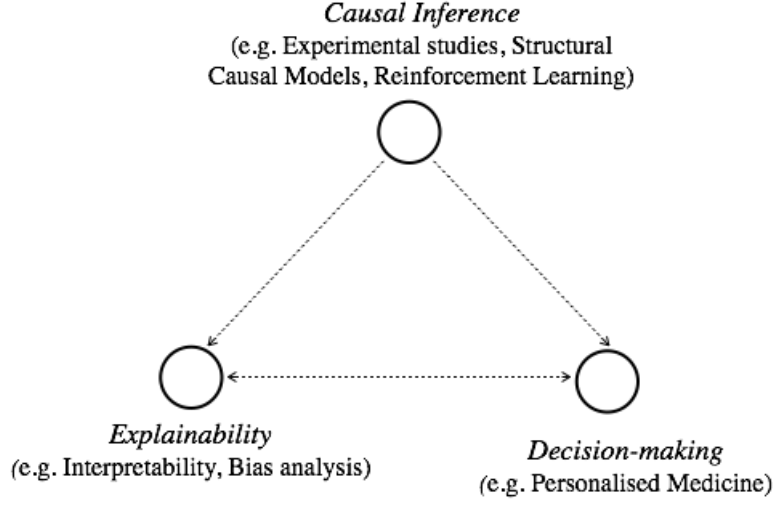 Causal Inference
(e.g. Experimental studies, Structural
Causal Models, Reinforcement Learning)
Explainability
(e.g. Interpretability, Bias analysis)
Decision-making
(e.g. Personalised Medicine)